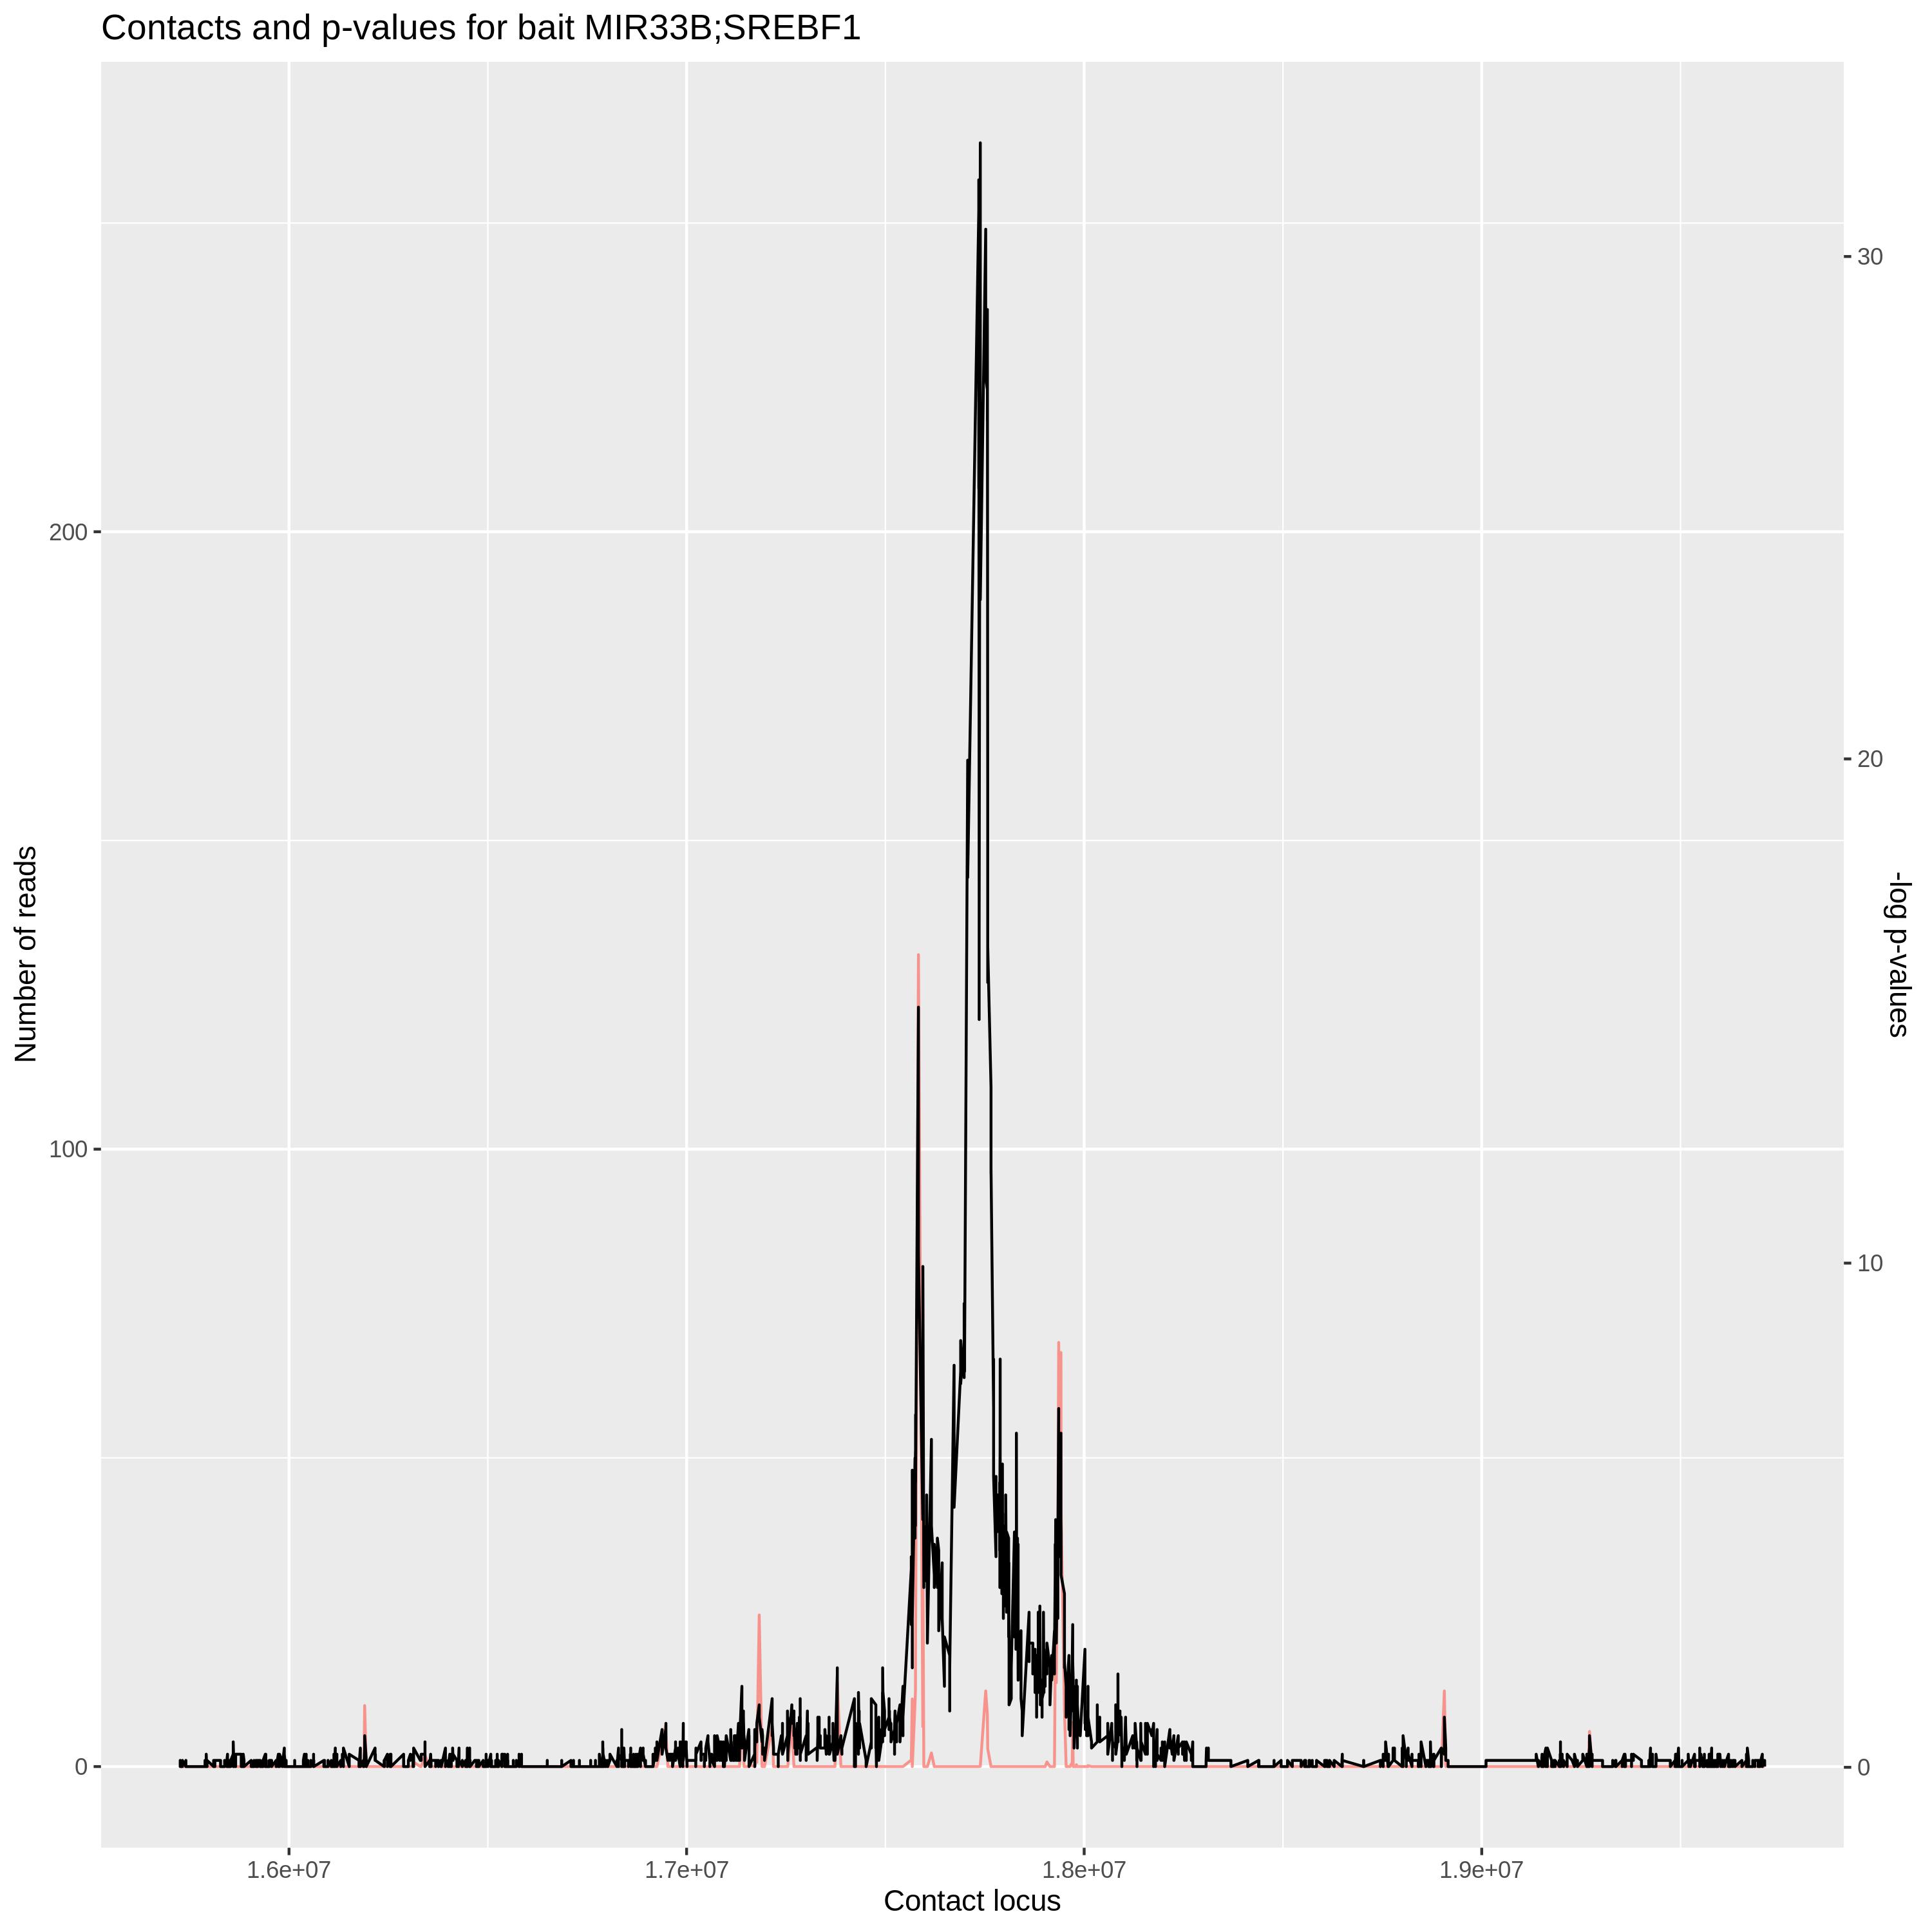 Contacts and p-values for bait MIR33B;SREBF1
Number of reads
200
100
0
30
20
10
0
-log p-values
1.6e+07 1.7e+07 1.8e+07 1.9e+07
Contact locus